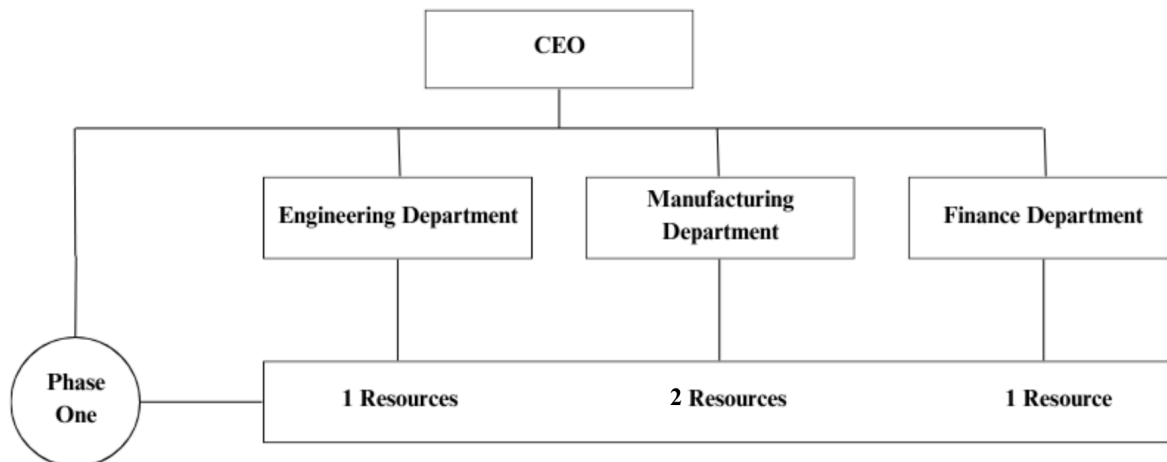 CEO
Engineering Department
Manufacturing
Department
Finance Department
Phase
One
1 Resources
2 Resources
1 Resource